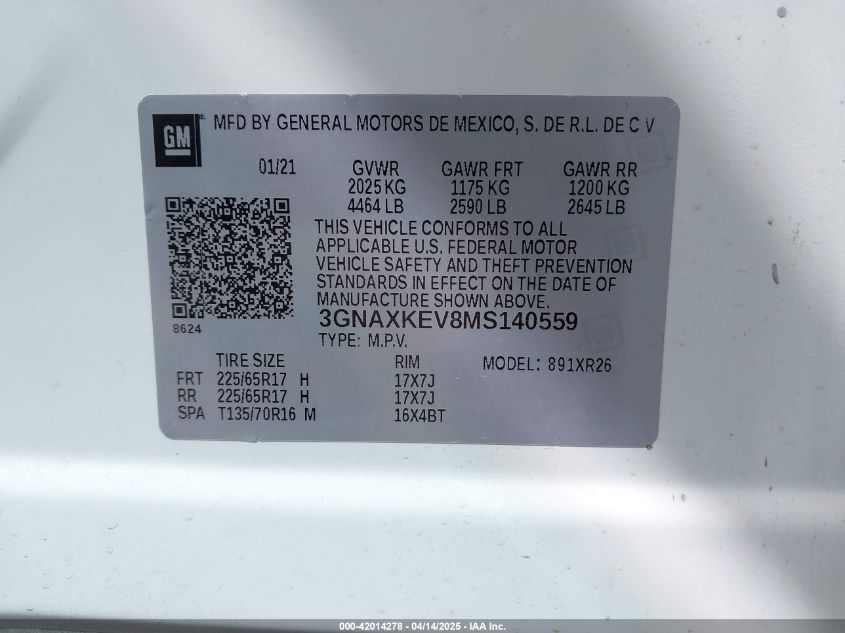 GM
MFD BY GENERAL MOTORS DE MEXICO, S. DE R.L. DE C V
01/21 GVWR GAWR FRT GAWR RR
2025 KG 1175 KG 1200 KG
4464 LB 2590 LB 2645 LB
THIS VEHICLE CONFORMS TO ALL
APPLICABLE U.S. FEDERAL MOTOR
VEHICLE SAFETY AND THEFT PREVENTION
STANDARDS IN EFFECT ON THE DATE OF
MANUFACTURE SHOWN ABOVE.
8624
3GNAXKEV8MS140559
TYPE: M.P.V.
TIRE SIZE RIM MODEL: 891XR26
FRT 225/65R17 H 17X7J
RR 225/65R17 H 17X7J
SPA T135/70R16 M 16X4BT
000-42014278 - 04/14/2025 - IAA Inc.